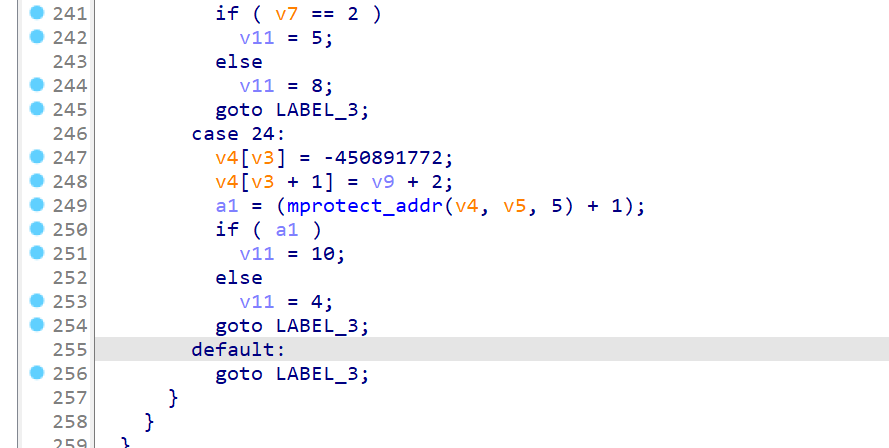 241 if ( v7 == 2 )
242 v11 = 5;
243 else
244 v11 = 8;
245 goto LABEL_3;
246 case 24:
247 v4[v3] = -450891772;
248 v4[v3 + 1] = v9 + 2;
249 a1 = (mprotect_addr(v4, v5, 5) + 1);
250 if ( a1 )
251 v11 = 10;
252 else
253 v11 = 4;
254 goto LABEL_3;
255 default:
256 goto LABEL_3;
257 }
258 }
259 }